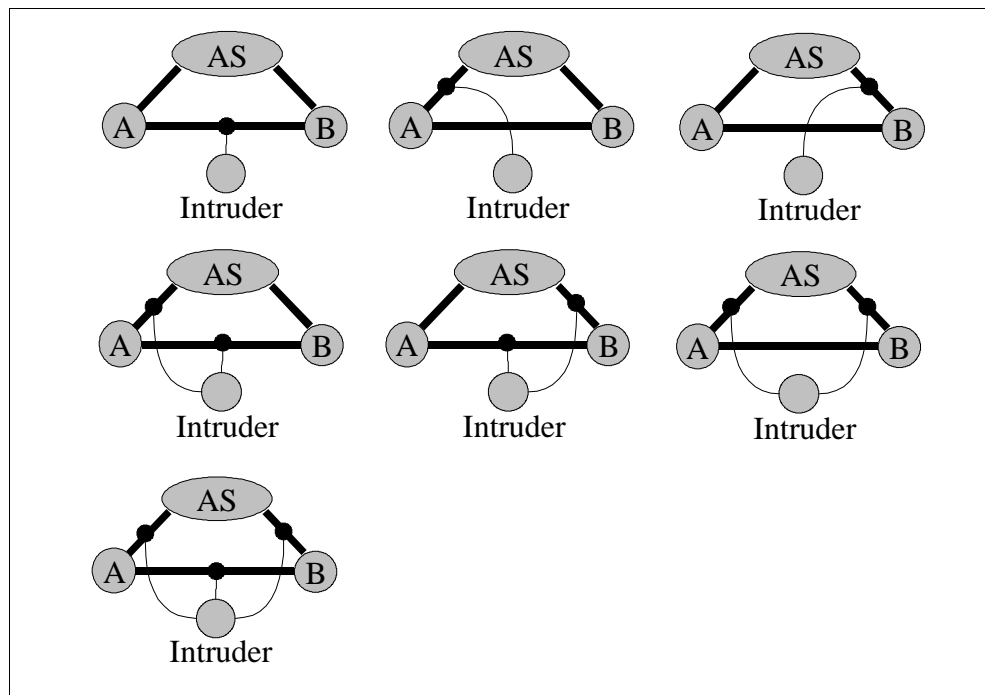 AS
A B
Intruder
AS
A B
Intruder
AS
A B
Intruder
AS
A B
Intruder
AS
A B
Intruder
AS
A B
Intruder
AS
A B
Intruder